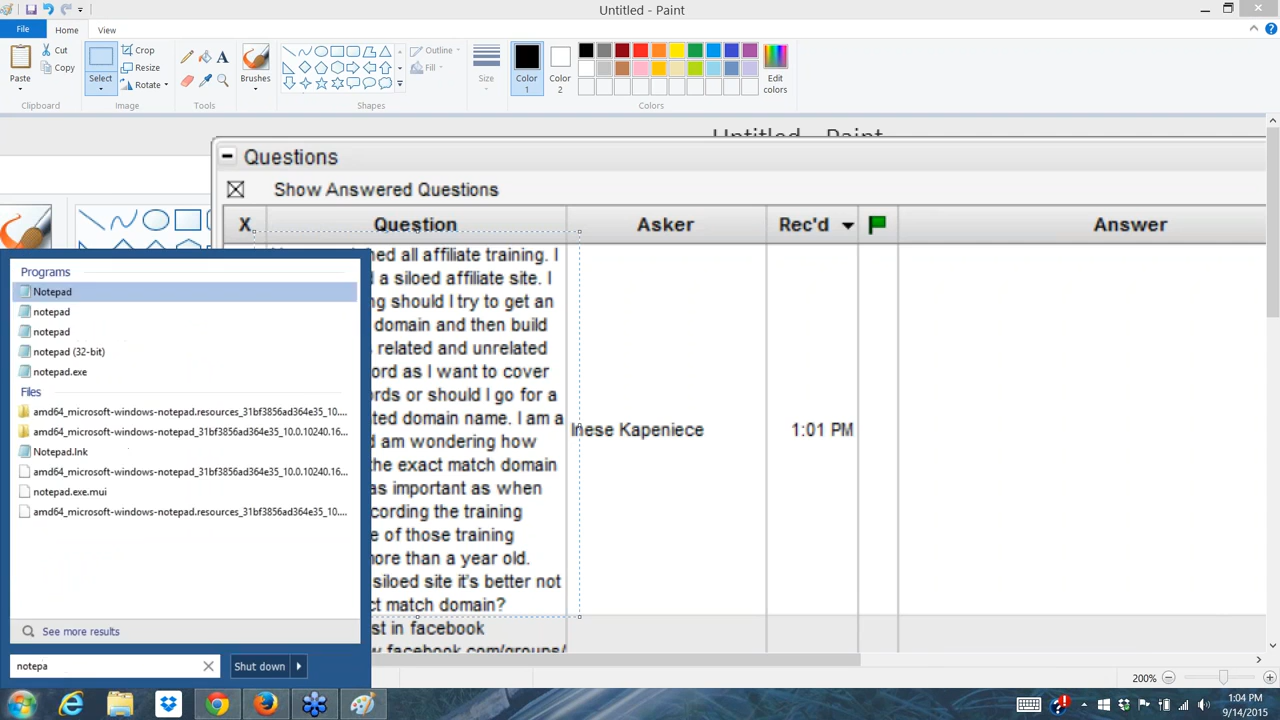 Untitled - Paint
File
Home
View
Paste
Cut
Copy
Clipboard
Select
Crop
Resize
Rotate
Image
Tools
Brushes
Shapes
Outline
Fill
Size
Color
1
Color
2
Edit
colors
Colors
Untitled - Paint
Questions
Show Answered Questions
X
Question
Asker
Rec'd
Answer
ned all affiliate training. I
d a siloed affiliate site. I
ng should I try to get an
domain and then build
s related and unrelated
ord as I want to cover
rds or should I go for a
ted domain name. I am a
d am wondering how
the exact match domain
as important as when
cording the training
e of those training
more than a year old.
siloed site it's better not
ct match domain?
Inese Kapeniece
1:01 PM
st in facebook
w.facebook.com/groups/
Programs
Notepad
notepad
notepad
notepad (32-bit)
notepad.exe
Files
amd64_microsoft-windows-notepad.resources_31bf3856ad364e35_10....
amd64_microsoft-windows-notepad_31bf3856ad364e35_10.0.10240.16...
Notepad.lnk
amd64_microsoft-windows-notepad_31bf3856ad364e35_10.0.10240.16...
notepad.exe.mui
amd64_microsoft-windows-notepad.resources_31bf3856ad364e35_10....
See more results
notepa
Shut down
200%
1:04 PM
9/14/2015